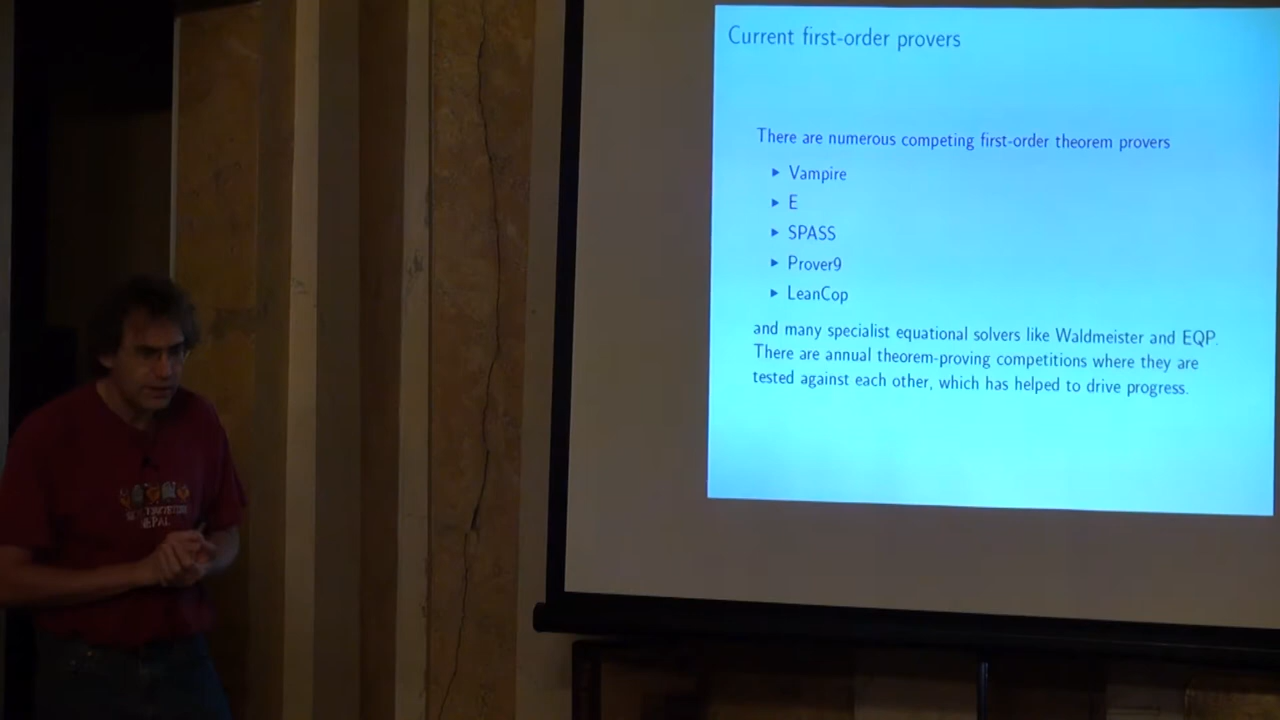 Current first-order provers
There are numerous competing first-order theorem provers
▶ Vampire
▶ E
▶ SPASS
▶ Prover9
▶ LeanCop
and many specialist equational solvers like Waldmeister and EQP.
There are annual theorem-proving competitions where they are
tested against each other, which has helped to drive progress.
NEPAL